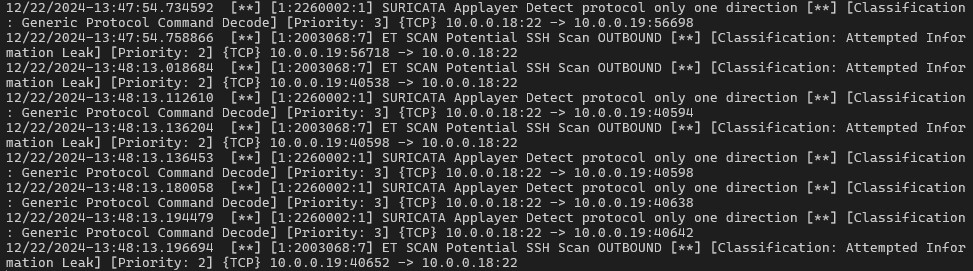 12/22/2024-13:47:54.734592  [**] [1:2260002:1] SURICATA Applayer Detect protocol only one direction [**] [Classification
: Generic Protocol Command Decode] [Priority: 3] {TCP} 10.0.0.18:22 -> 10.0.0.19:56698
12/22/2024-13:47:54.758866  [**] [1:2003068:7] ET SCAN Potential SSH Scan OUTBOUND [**] [Classification: Attempted Infor
mation Leak] [Priority: 2] {TCP} 10.0.0.19:56718 -> 10.0.0.18:22
12/22/2024-13:48:13.018684  [**] [1:2003068:7] ET SCAN Potential SSH Scan OUTBOUND [**] [Classification: Attempted Infor
mation Leak] [Priority: 2] {TCP} 10.0.0.19:40538 -> 10.0.0.18:22
12/22/2024-13:48:13.112610  [**] [1:2260002:1] SURICATA Applayer Detect protocol only one direction [**] [Classification
: Generic Protocol Command Decode] [Priority: 3] {TCP} 10.0.0.18:22 -> 10.0.0.19:40594
12/22/2024-13:48:13.136204  [**] [1:2003068:7] ET SCAN Potential SSH Scan OUTBOUND [**] [Classification: Attempted Infor
mation Leak] [Priority: 2] {TCP} 10.0.0.19:40598 -> 10.0.0.18:22
12/22/2024-13:48:13.136453  [**] [1:2260002:1] SURICATA Applayer Detect protocol only one direction [**] [Classification
: Generic Protocol Command Decode] [Priority: 3] {TCP} 10.0.0.18:22 -> 10.0.0.19:40598
12/22/2024-13:48:13.180058  [**] [1:2260002:1] SURICATA Applayer Detect protocol only one direction [**] [Classification
: Generic Protocol Command Decode] [Priority: 3] {TCP} 10.0.0.18:22 -> 10.0.0.19:40638
12/22/2024-13:48:13.194479  [**] [1:2260002:1] SURICATA Applayer Detect protocol only one direction [**] [Classification
: Generic Protocol Command Decode] [Priority: 3] {TCP} 10.0.0.18:22 -> 10.0.0.19:40642
12/22/2024-13:48:13.196694  [**] [1:2003068:7] ET SCAN Potential SSH Scan OUTBOUND [**] [Classification: Attempted Infor
mation Leak] [Priority: 2] {TCP} 10.0.0.19:40652 -> 10.0.0.18:22